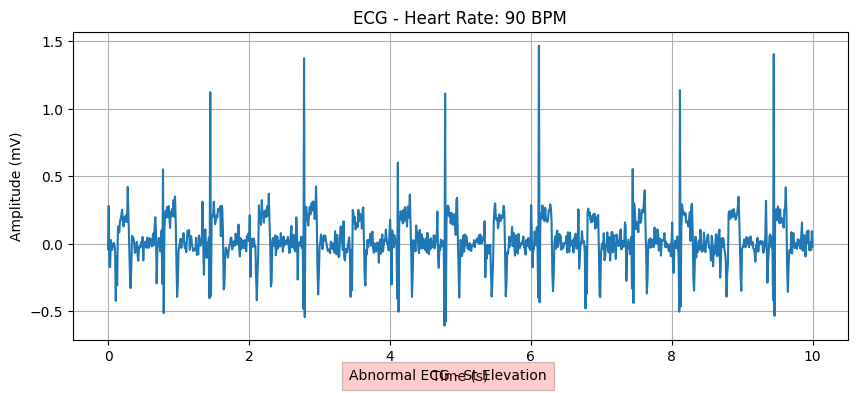 ECG - Heart Rate: 90 BPM
Amplitude (mV)
1.5
1.0
0.5
0.0
−0.5
0 2 4 6 8 10
Time (s)
Abnormal ECG - St Elevation